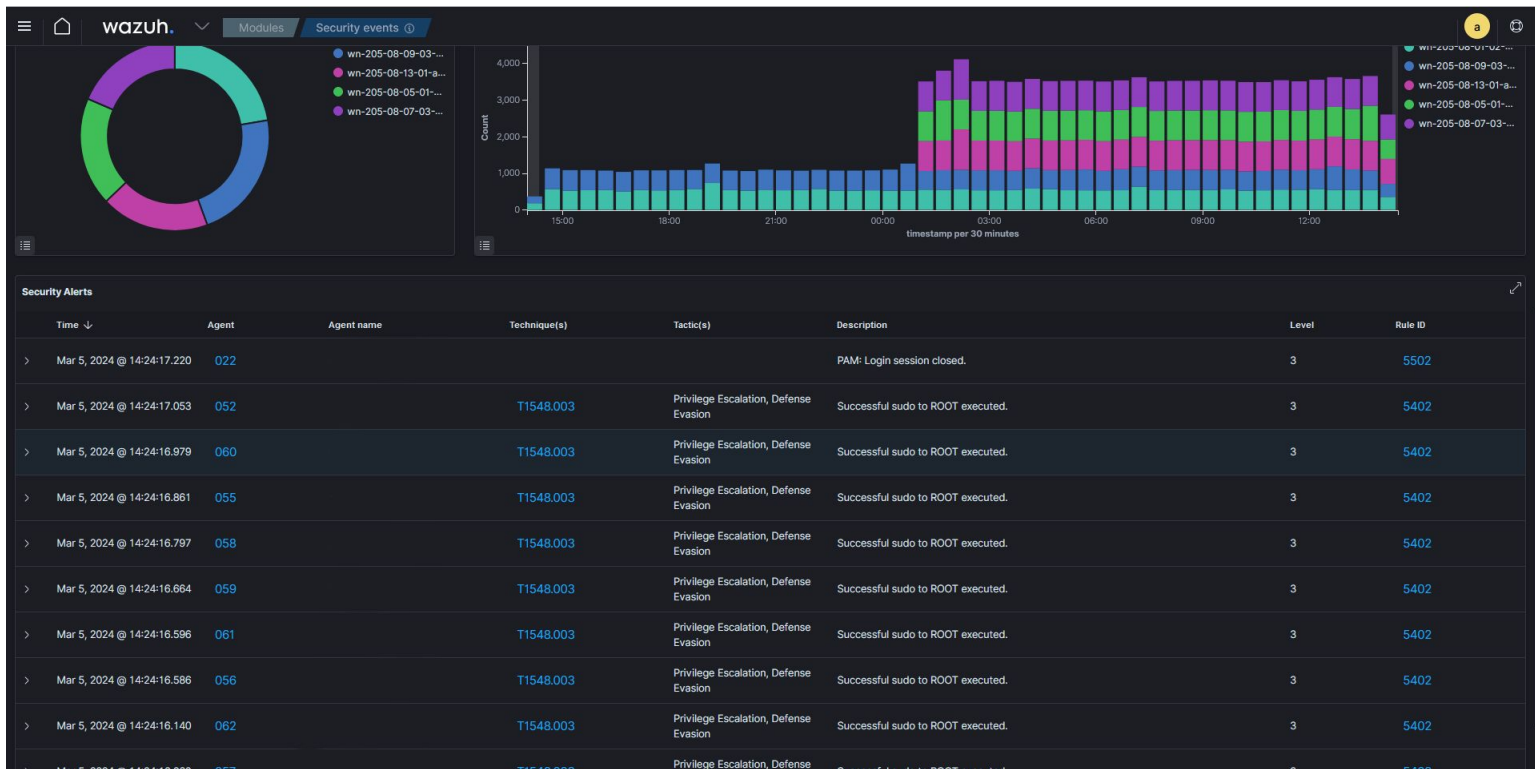 wazuh. Modules Security events a
wn-205-08-09-03-...
wn-205-08-13-01-a...
wn-205-08-05-01-...
wn-205-08-07-03-...
4,000
3,000
2,000
1,000
0
Count
15:00 18:00 21:00 00:00 03:00 06:00 09:00 12:00
timestamp per 30 minutes
wn-205-08-01-02-...
wn-205-08-09-03-...
wn-205-08-13-01-a...
wn-205-08-05-01-...
wn-205-08-07-03-...
Security Alerts
Time Agent Agent name Technique(s) Tactic(s) Description Level Rule ID
Mar 5, 2024 @ 14:24:17.220 022 PAM: Login session closed. 3 5502
Mar 5, 2024 @ 14:24:17.053 052 T1548.003 Privilege Escalation, Defense Successful sudo to ROOT executed. 3 5402
Evasion
Mar 5, 2024 @ 14:24:16.979 060 T1548.003 Privilege Escalation, Defense Successful sudo to ROOT executed. 3 5402
Evasion
Mar 5, 2024 @ 14:24:16.861 055 T1548.003 Privilege Escalation, Defense Successful sudo to ROOT executed. 3 5402
Evasion
Mar 5, 2024 @ 14:24:16.797 058 T1548.003 Privilege Escalation, Defense Successful sudo to ROOT executed. 3 5402
Evasion
Mar 5, 2024 @ 14:24:16.664 059 T1548.003 Privilege Escalation, Defense Successful sudo to ROOT executed. 3 5402
Evasion
Mar 5, 2024 @ 14:24:16.596 061 T1548.003 Privilege Escalation, Defense Successful sudo to ROOT executed. 3 5402
Evasion
Mar 5, 2024 @ 14:24:16.586 056 T1548.003 Privilege Escalation, Defense Successful sudo to ROOT executed. 3 5402
Evasion
Mar 5, 2024 @ 14:24:16.140 062 T1548.003 Privilege Escalation, Defense Successful sudo to ROOT executed. 3 5402
Evasion
Privilege Escalation, Defense